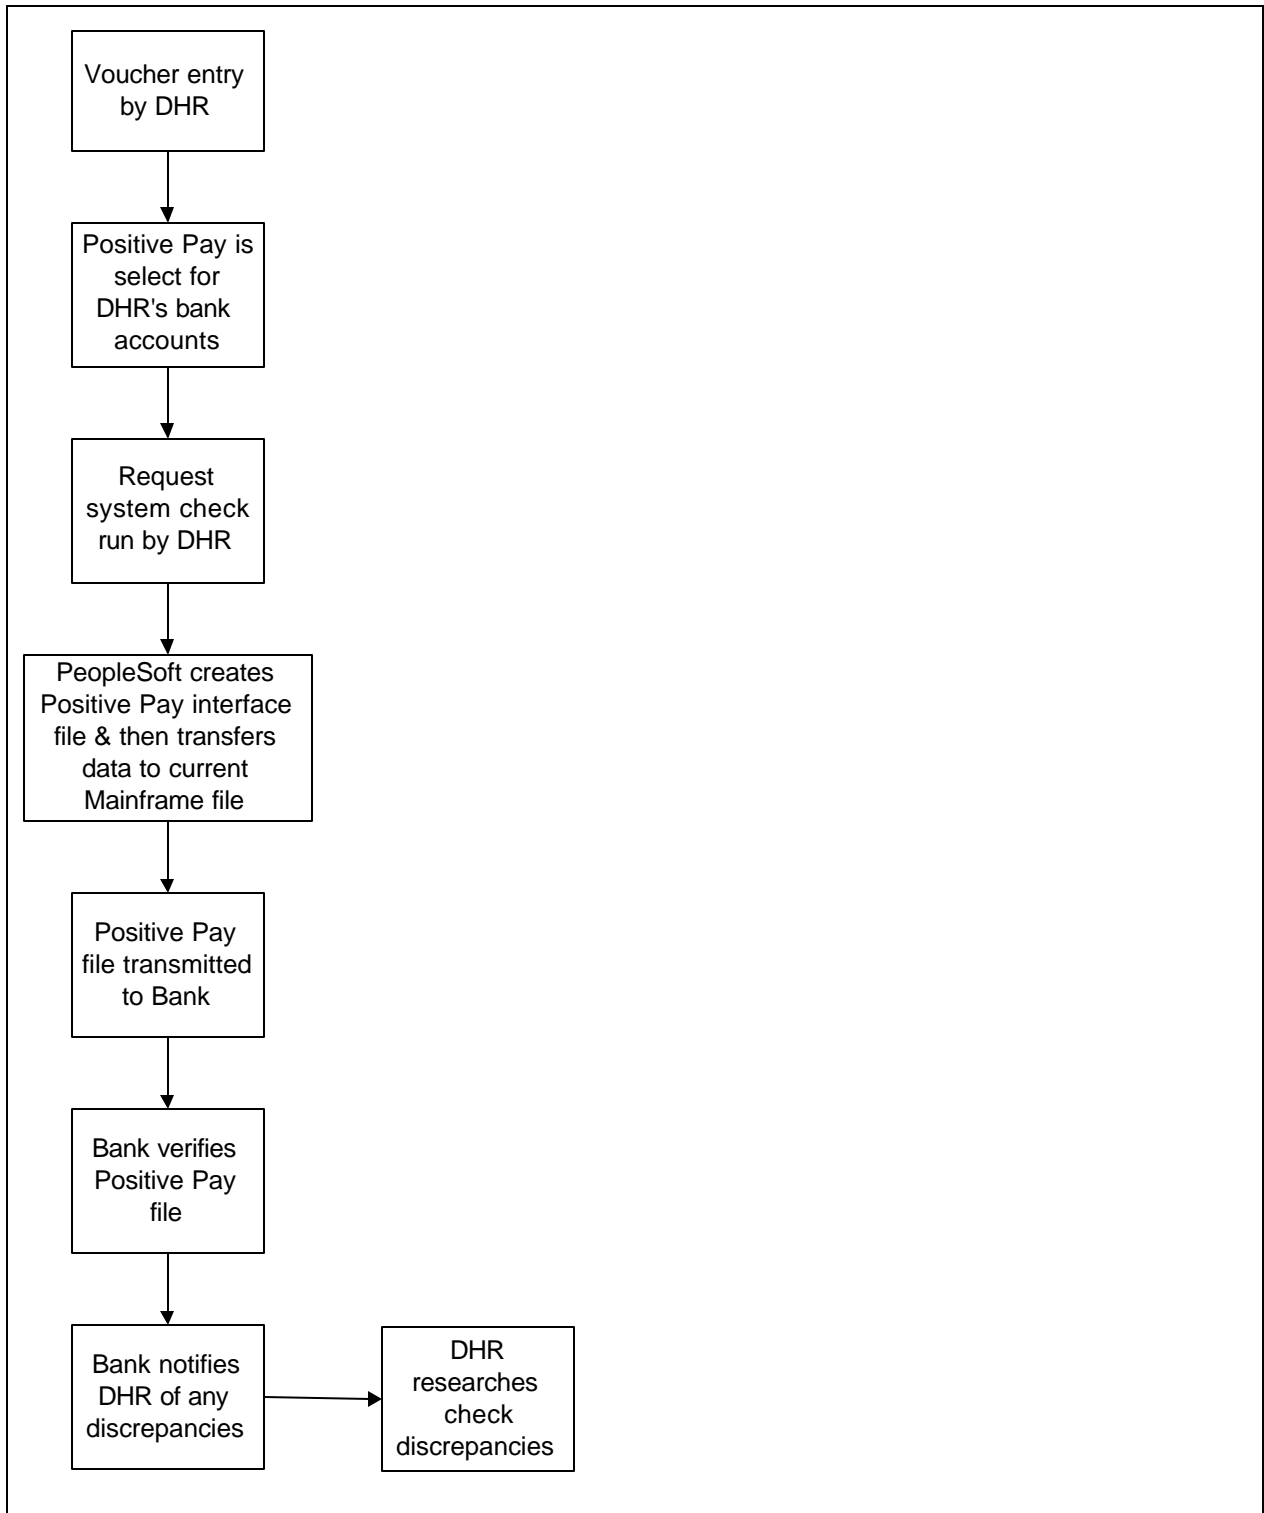 Voucher entry
by DHR
Positive Pay is
select for
DHR's bank
accounts
Request
system check
run by DHR
PeopleSoft creates
Positive Pay interface
file & then transfers
data to current
Mainframe file
Positive Pay
file transmitted
to Bank
Bank verifies
Positive Pay
file
Bank notifies
DHR of any
discrepancies
DHR
researches
check
discrepancies